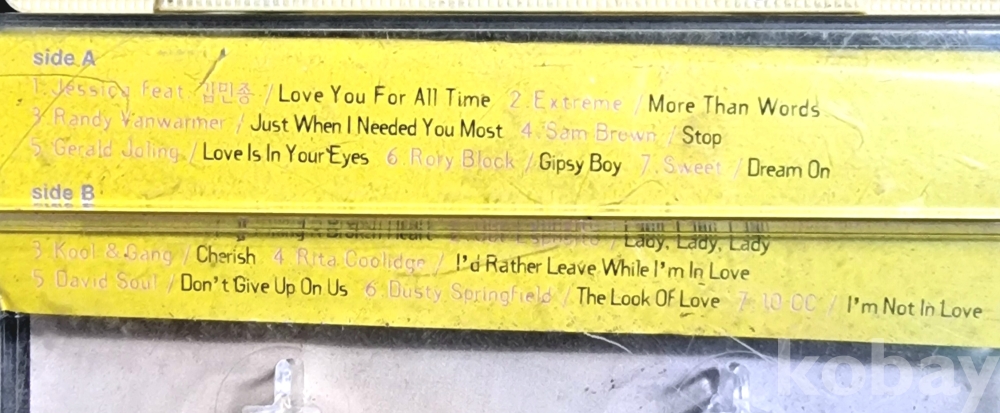 side A
1. Jessica Feat. 김민종 / Love You For All Time 2. Extreme / More Than Words
3. Randy Vanwarmer / Just When I Needed You Most 4. Sam Brown / Stop
5. Gerald Joling / Love Is In Your Eyes 6. Rory Block / Gipsy Boy 7. Sweet / Dream On
side B
Lady, Lady, Lady
3. Kool & Gang / Cherish 4. Rita Coolidge / I'd Rather Leave While I'm In Love
5. David Soul / Don't Give Up On Us 6. Dusty Springfield / The Look Of Love 7. 10 CC / I'm Not In Love
kobay